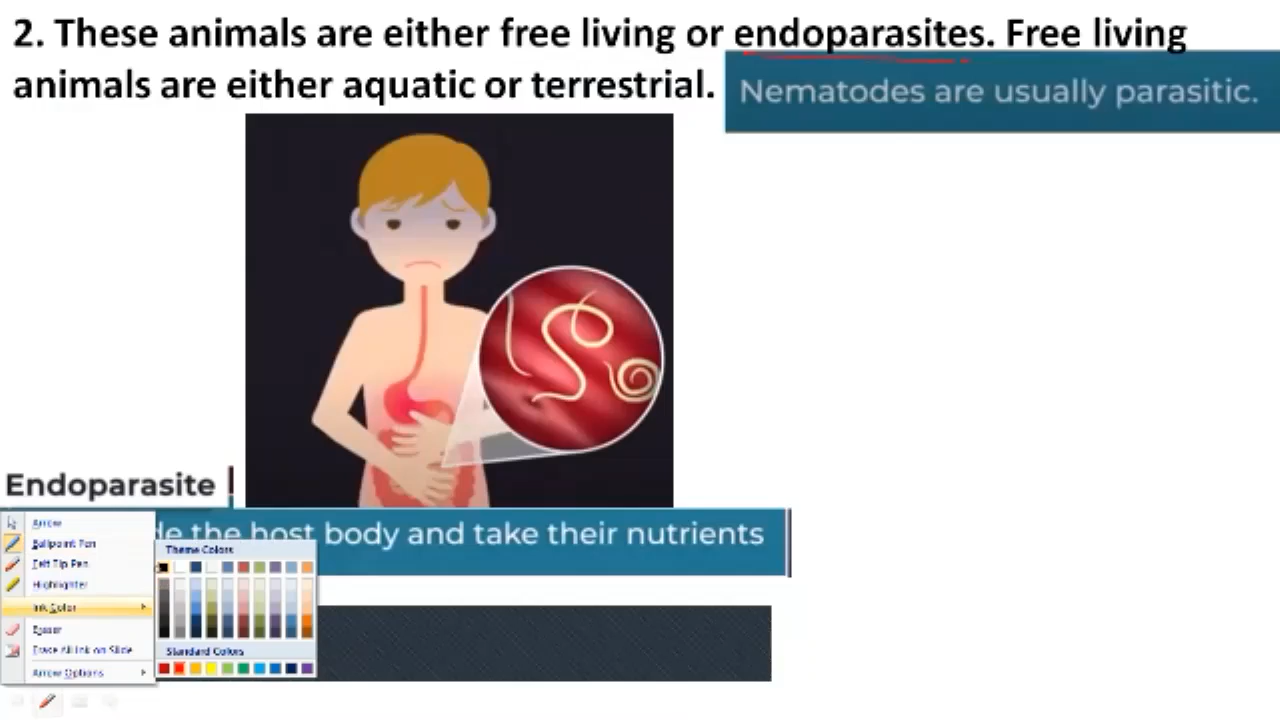 2. These animals are either free living or endoparasites. Free living
animals are either aquatic or terrestrial.
Nematodes are usually parasitic.
Endoparasite
the host body and take their nutrients
Arrow
Ballpoint Pen
Felt Tip Pen
Highlighter
Ink Color
Eraser
Erase All Ink on Slide
Arrow Options
Theme Colors
Standard Colors